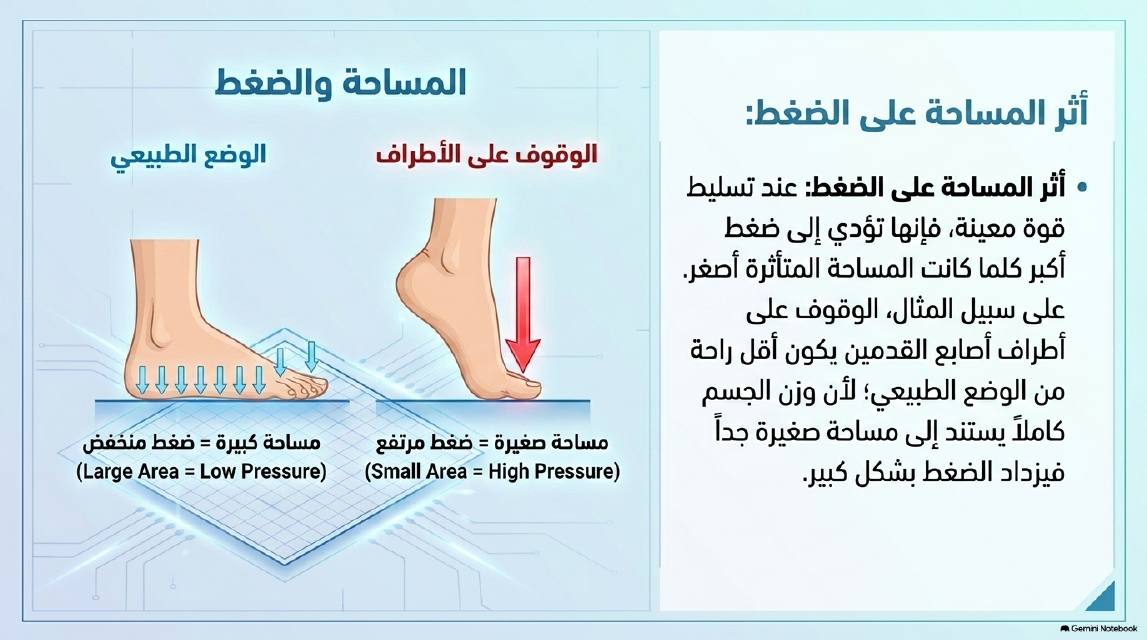 أثر المساحة على الضغط:
• أثر المساحة على الضغط: عند تسليط
قوة معينة، فإنها تؤدي إلى ضغط
أكبر كلما كانت المساحة المتأثرة أصغر.
على سبيل المثال، الوقوف على
أطراف أصابع القدمين يكون أقل راحة
من الوضع الطبيعي؛ لأن وزن الجسم
كاملاً يستند إلى مساحة صغيرة جداً
فيزداد الضغط بشكل كبير.
المساحة والضغط
الوقوف على الأطراف
مساحة صغيرة = ضغط مرتفع
(Small Area = High Pressure)
الوضع الطبيعي
مساحة كبيرة = ضغط منخفض
(Large Area = Low Pressure)
Gemini Notebook